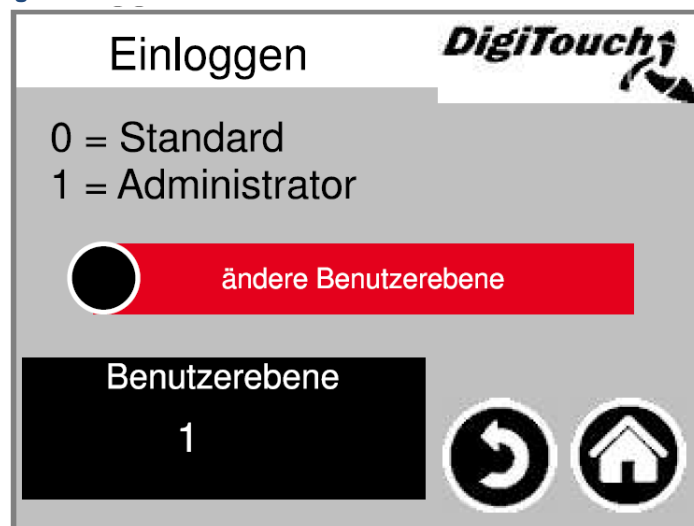 Einloggen
DigiTouch
0 = Standard
1 = Administrator
ändere Benutzerebene
Benutzerebene
1